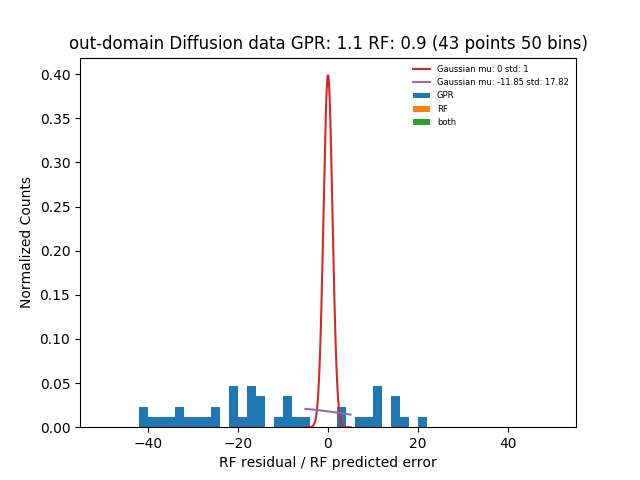 out-domain Diffusion data GPR: 1.1 RF: 0.9 (43 points 50 bins)
Gaussian mu: 0 std: 1
Gaussian mu: -11.85 std: 17.82
GPR
RF
both
Normalized Counts
0.40
0.35
0.30
0.25
0.20
0.15
0.10
0.05
0.00
−40 −20 0 20 40
RF residual / RF predicted error